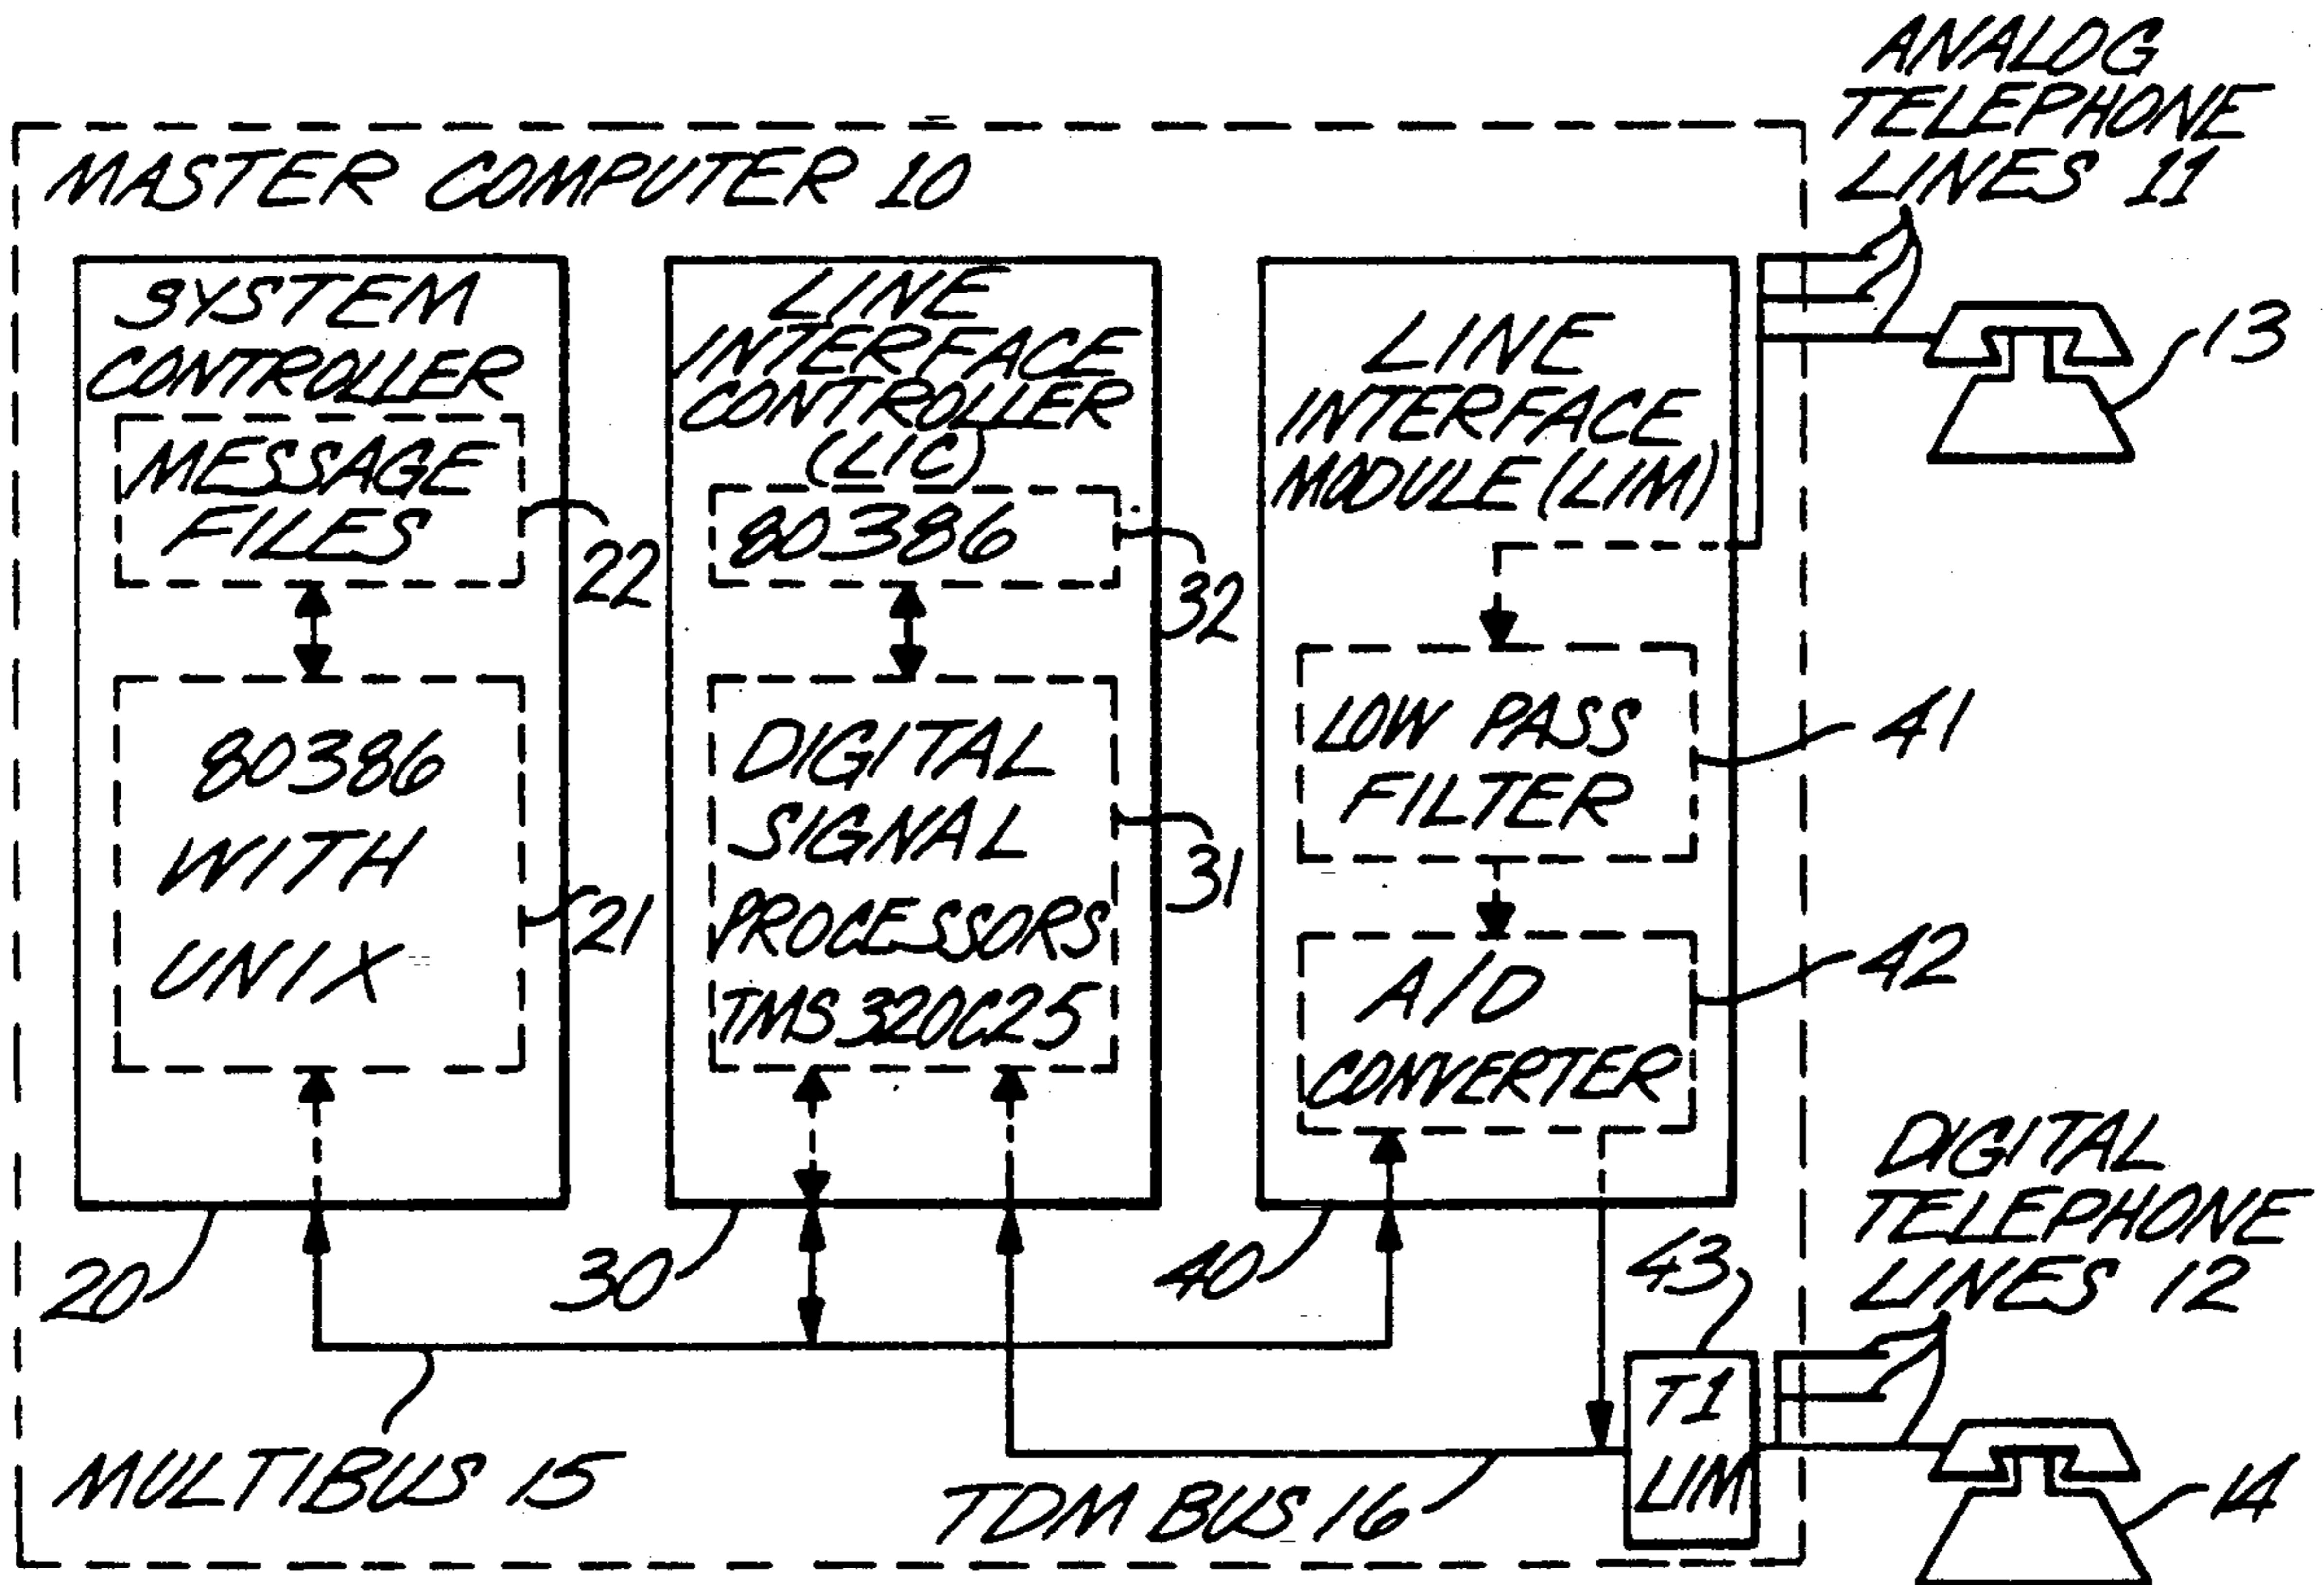 ANALOG
TELEPHONE
LINES 11
MASTER COMPUTER 10
SYSTEM
CONTROLLER
MESSAGE
FILES
22
80386
WITH
UNIX
21
20
LINE
INTERFACE
CONTROLLER
(LIC)
80386
32
DIGITAL
SIGNAL
PROCESSORS
TMS320C25
31
30
LINE
INTERFACE
MODULE (LIM)
LOW PASS
FILTER
41
A/D
CONVERTER
42
40
13
DIGITAL
TELEPHONE
LINES 12
43
T1
LIM
14
MULTIBUS 15
TDM BUS 16